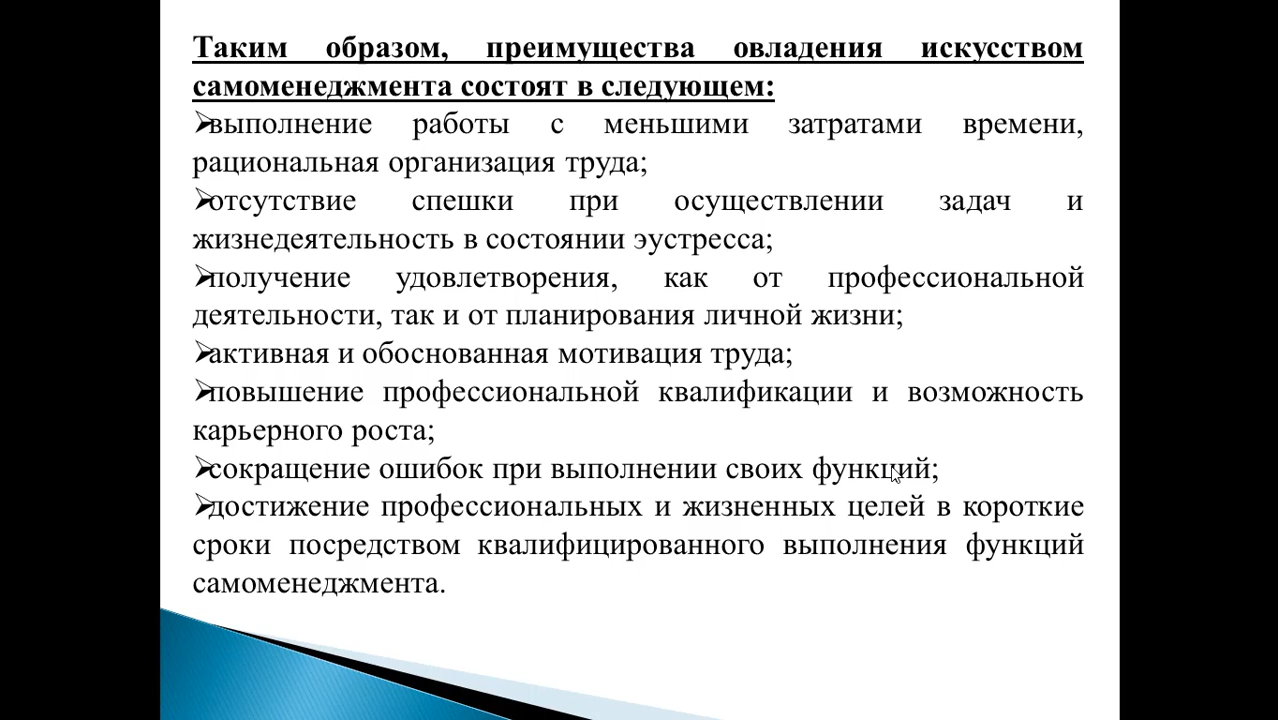 Таким образом, преимущества овладения искусством
самоменеджмента состоят в следующем:
➢выполнение работы с меньшими затратами времени,
рациональная организация труда;
➢отсутствие спешки при осуществлении задач и
жизнедеятельность в состоянии эустресса;
➢получение удовлетворения, как от профессиональной
деятельности, так и от планирования личной жизни;
➢активная и обоснованная мотивация труда;
➢повышение профессиональной квалификации и возможность
карьерного роста;
➢сокращение ошибок при выполнении своих функций;
➢достижение профессиональных и жизненных целей в короткие
сроки посредством квалифицированного выполнения функций
самоменеджмента.